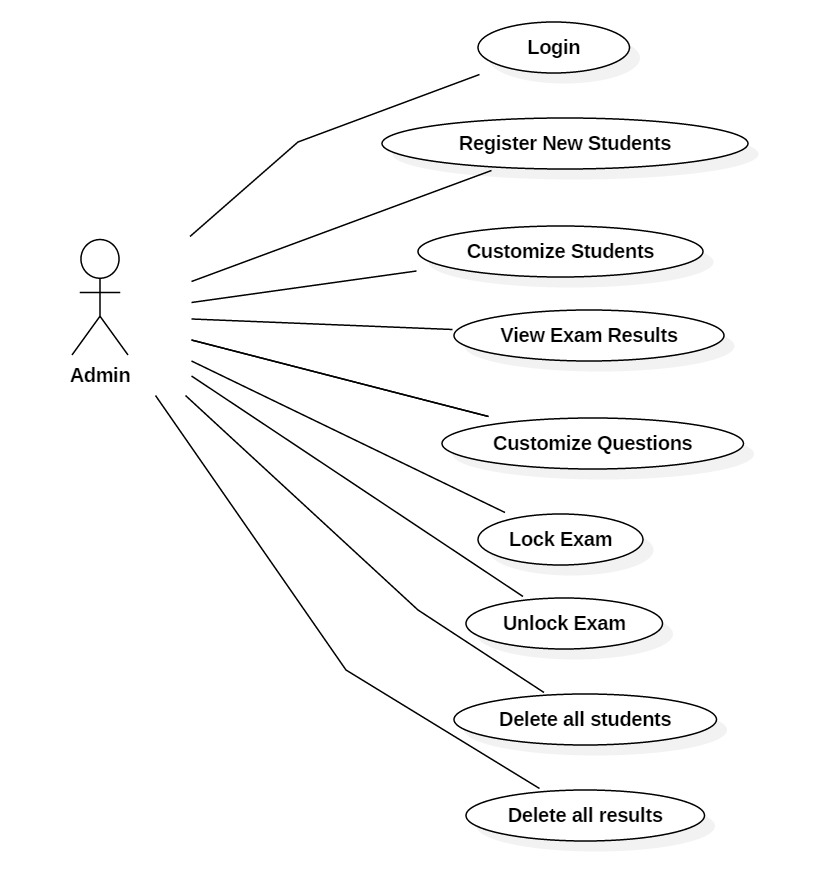 Login
Register New Students
Customize Students
View Exam Results
Admin
Customize Questions
Lock Exam
Unlock Exam
Delete all students
Delete all results